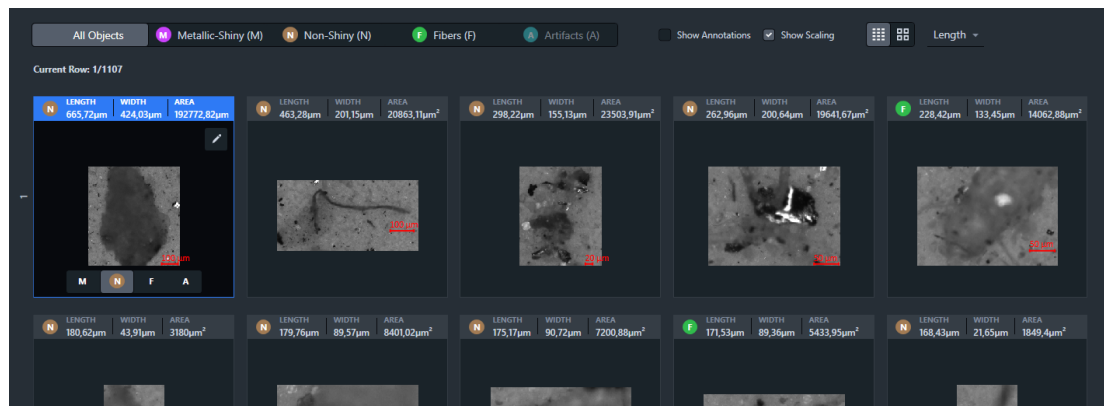 All Objects M Metallic-Shiny (M) N Non-Shiny (N) F Fibers (F) A Artifacts (A) Show Annotations Show Scaling Length
Current Row: 1/1107
N LENGTH WIDTH AREA N LENGTH WIDTH AREA N LENGTH WIDTH AREA N LENGTH WIDTH AREA F LENGTH WIDTH AREA
665,72µm 424,03µm 192772,82µm 463,28µm 201,15µm 20863,11µm² 298,22µm 155,13µm 23503,91µm² 262,96µm 200,64µm 19641,67µm² 228,42µm 133,45µm 14062,88µm²
1
100 µm
M N F A
N LENGTH WIDTH AREA N LENGTH WIDTH AREA N LENGTH WIDTH AREA F LENGTH WIDTH AREA N LENGTH WIDTH AREA
180,62µm 43,91µm 3180µm² 179,76µm 89,57µm 8401,02µm² 175,17µm 90,72µm 7200,88µm² 171,53µm 89,36µm 5433,95µm² 168,43µm 21,65µm 1849,4µm²